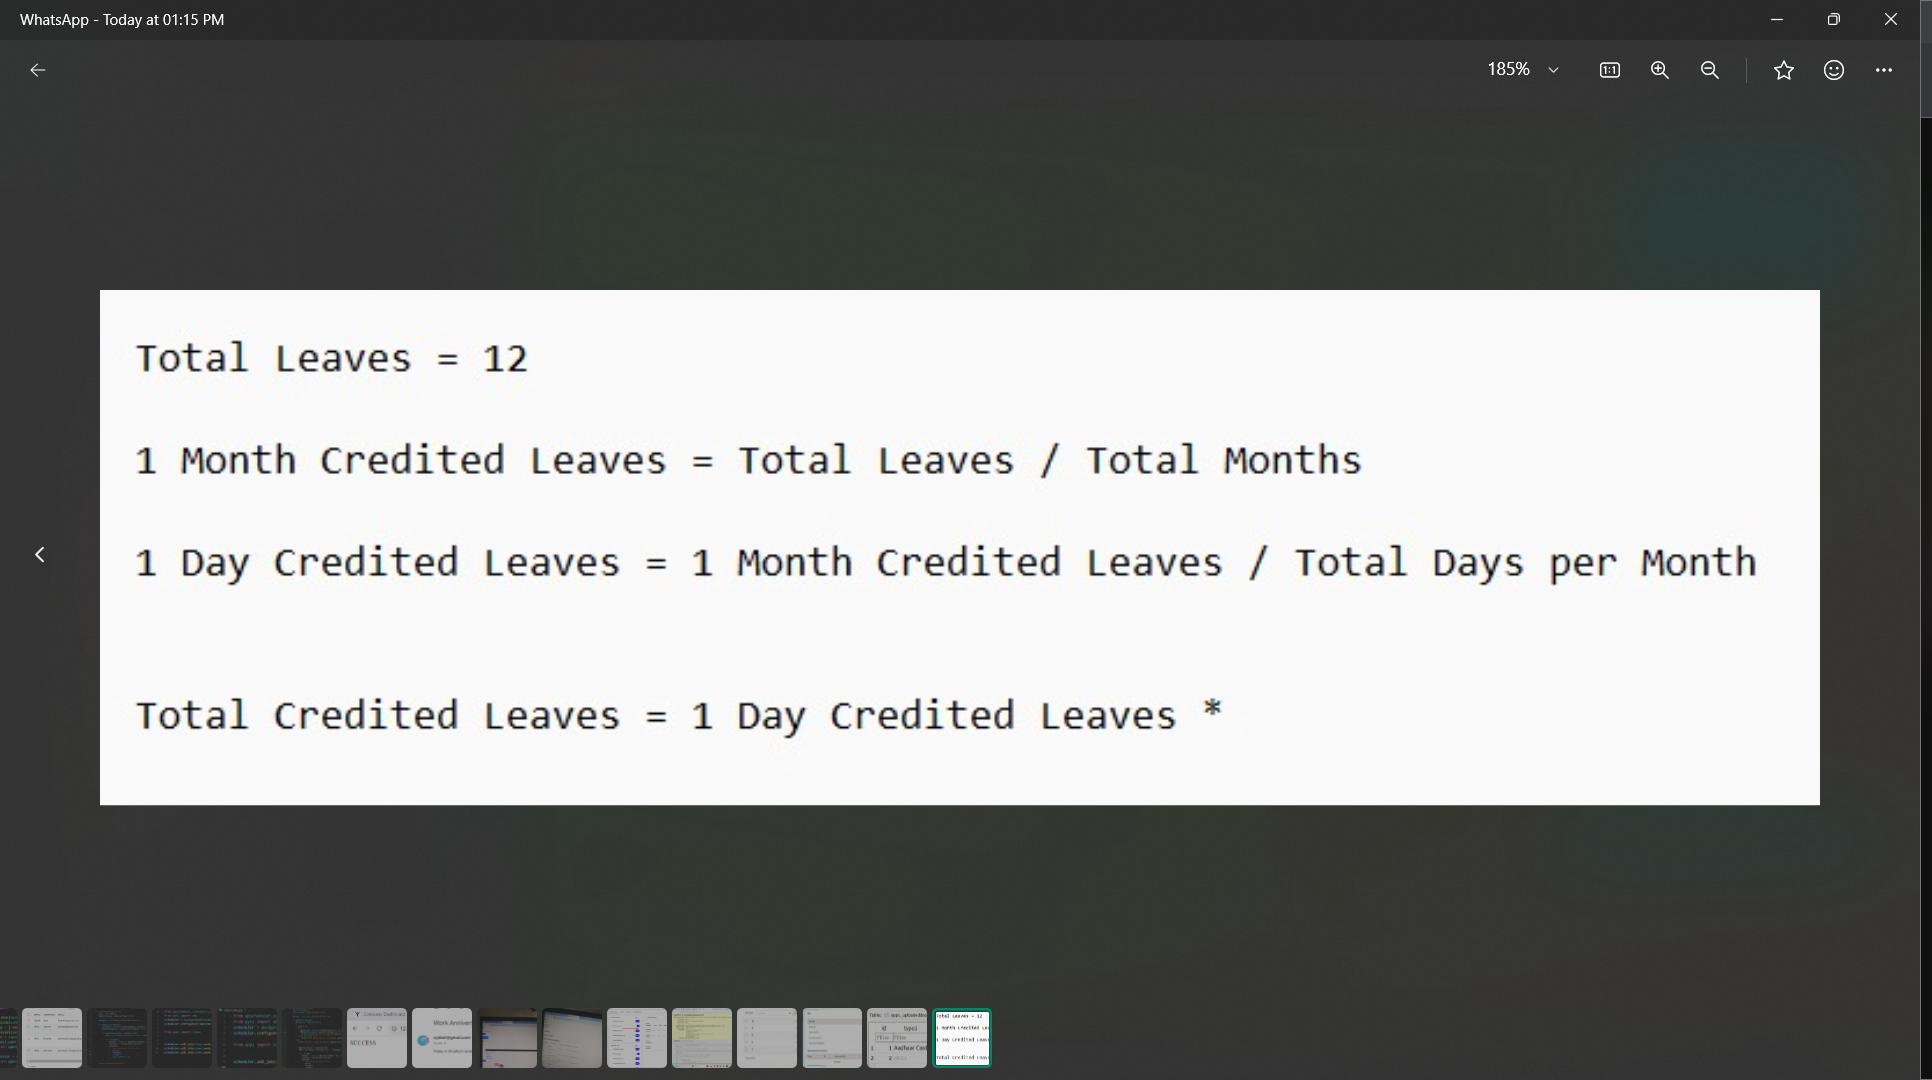 WhatsApp - Today at 01:15 PM
185%
Total Leaves = 12
1 Month Credited Leaves = Total Leaves / Total Months
1 Day Credited Leaves = 1 Month Credited Leaves / Total Days per Month
Total Credited Leaves = 1 Day Credited Leaves *
SUCCESS